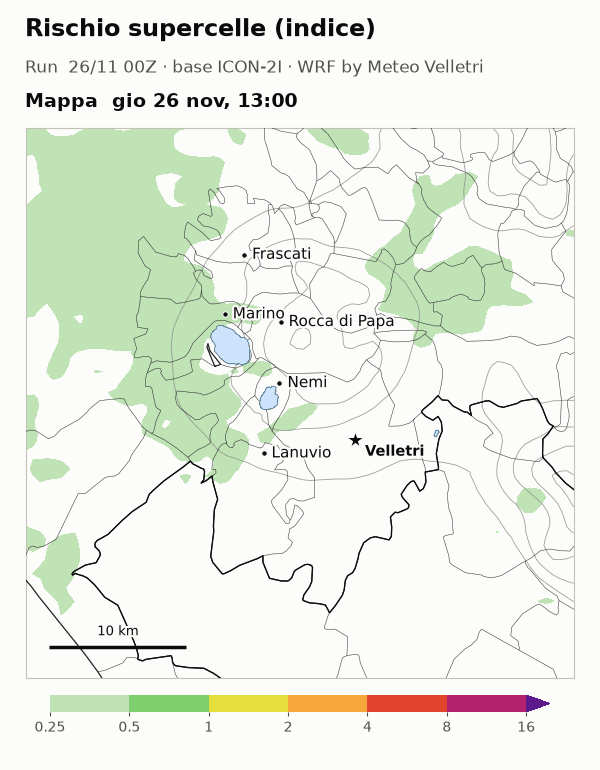 Rischio supercelle (indice)
Run  26/11 00Z · base ICON-2I · WRF by Meteo Velletri
Mappa  gio 26 nov, 13:00
Frascati
Marino
Rocca di Papa
Nemi
Velletri
Lanuvio
10 km
0.25 0.5 1 2 4 8 16